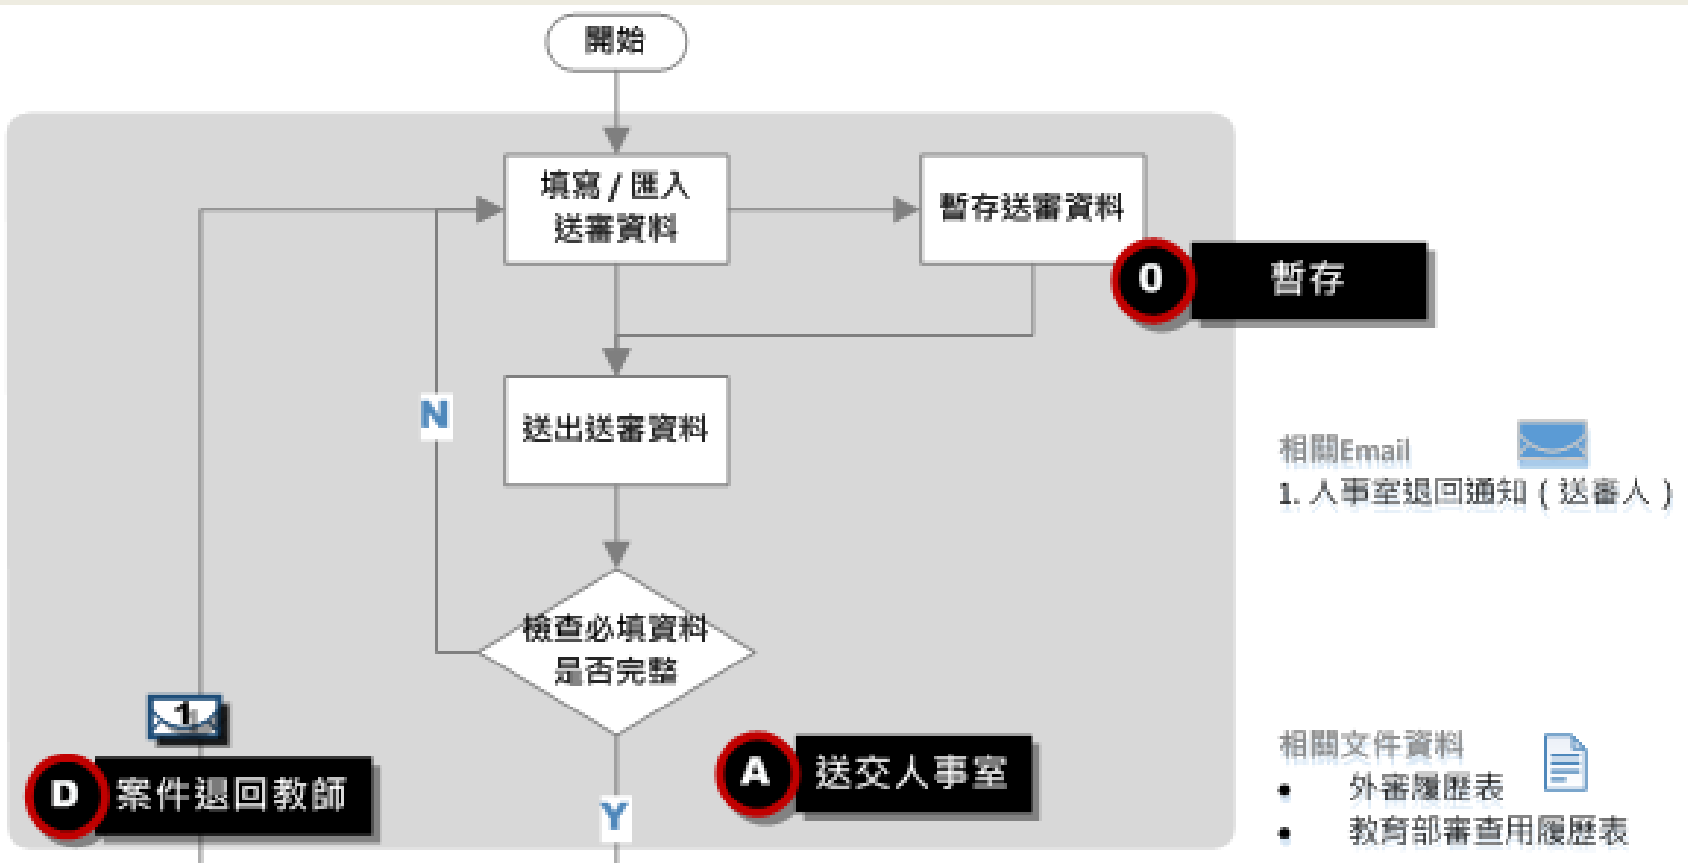 開始
填寫 / 匯入
送審資料
暫存送審資料
0
暫存
N
送出送審資料
相關Email
1. 人事室退回通知 ( 送審人 )
檢查必填資料
是否完整
1
D
案件退回教師
A
送交人事室
Y
相關文件資料
• 外審履歷表
• 教育部審查用履歷表